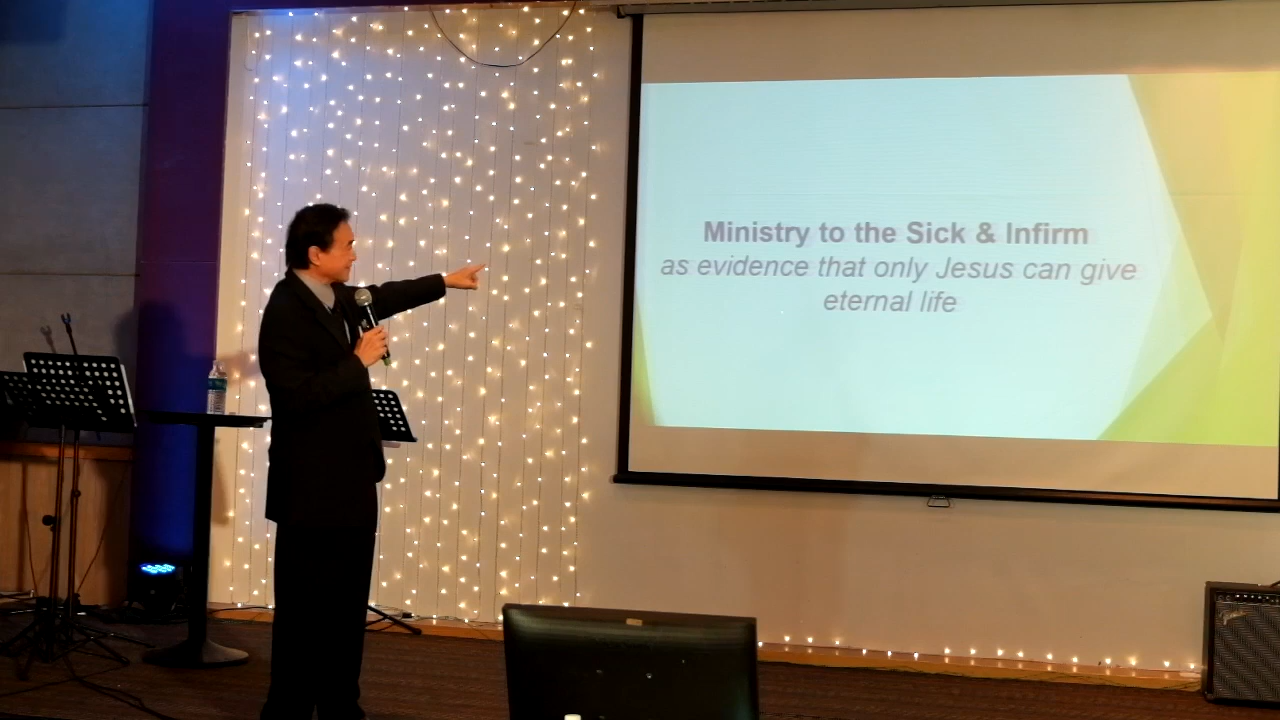 Ministry to the Sick & Infirm
as evidence that only Jesus can give
eternal life